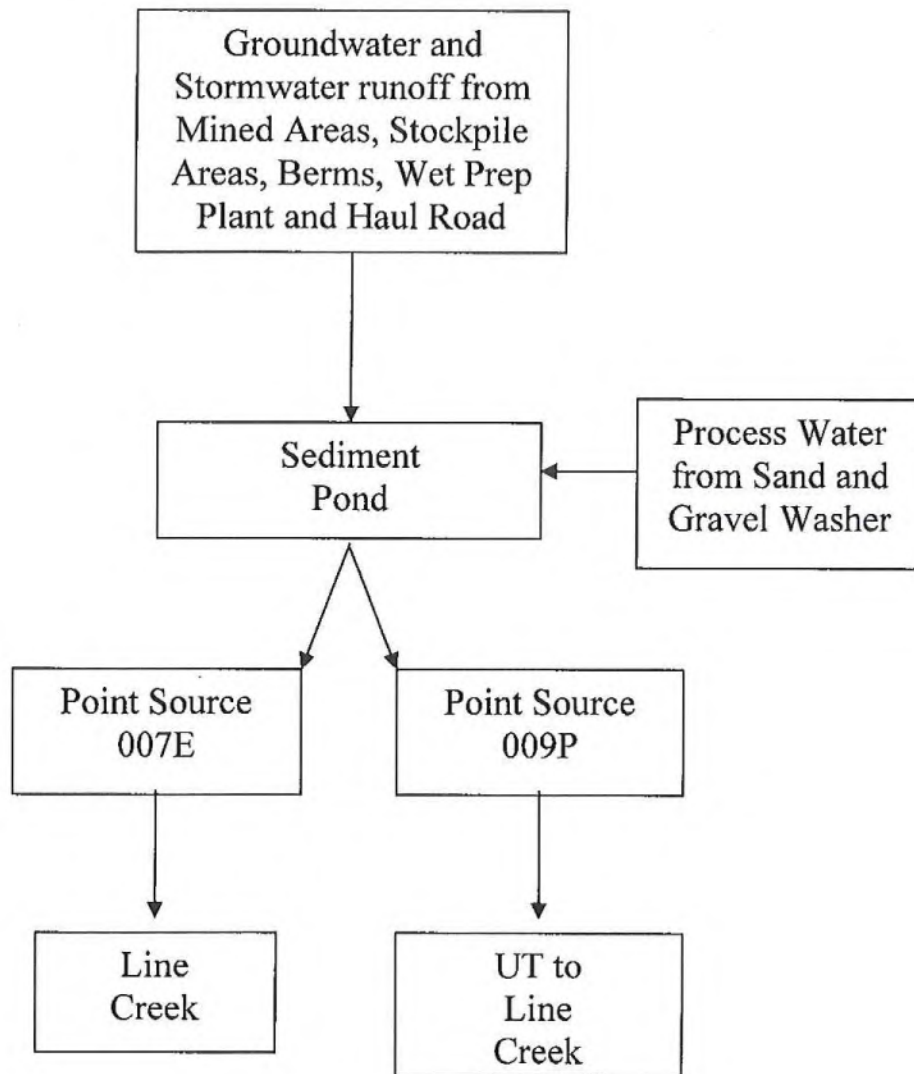 Groundwater and
Stormwater runoff from
Mined Areas, Stockpile
Areas, Berms, Wet Prep
Plant and Haul Road
Sediment
Pond
Process Water
from Sand and
Gravel Washer
Point Source
007E
Point Source
009P
Line
Creek
UT to
Line
Creek